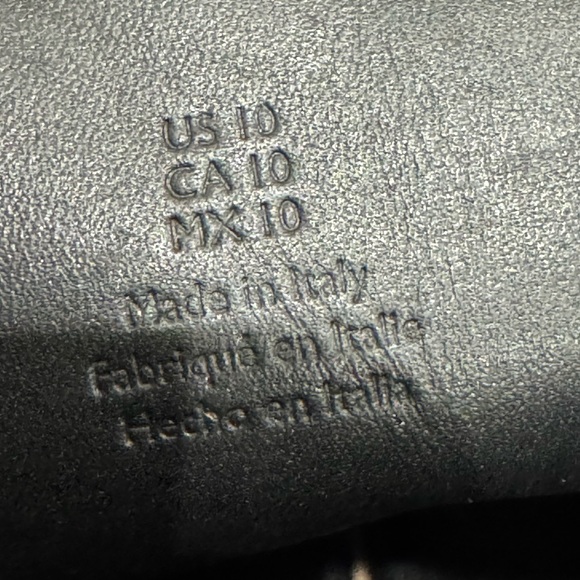 US 10
CA 10
MX 10
Made in Italy
Fabriqué en Italie
Hecho en Italia